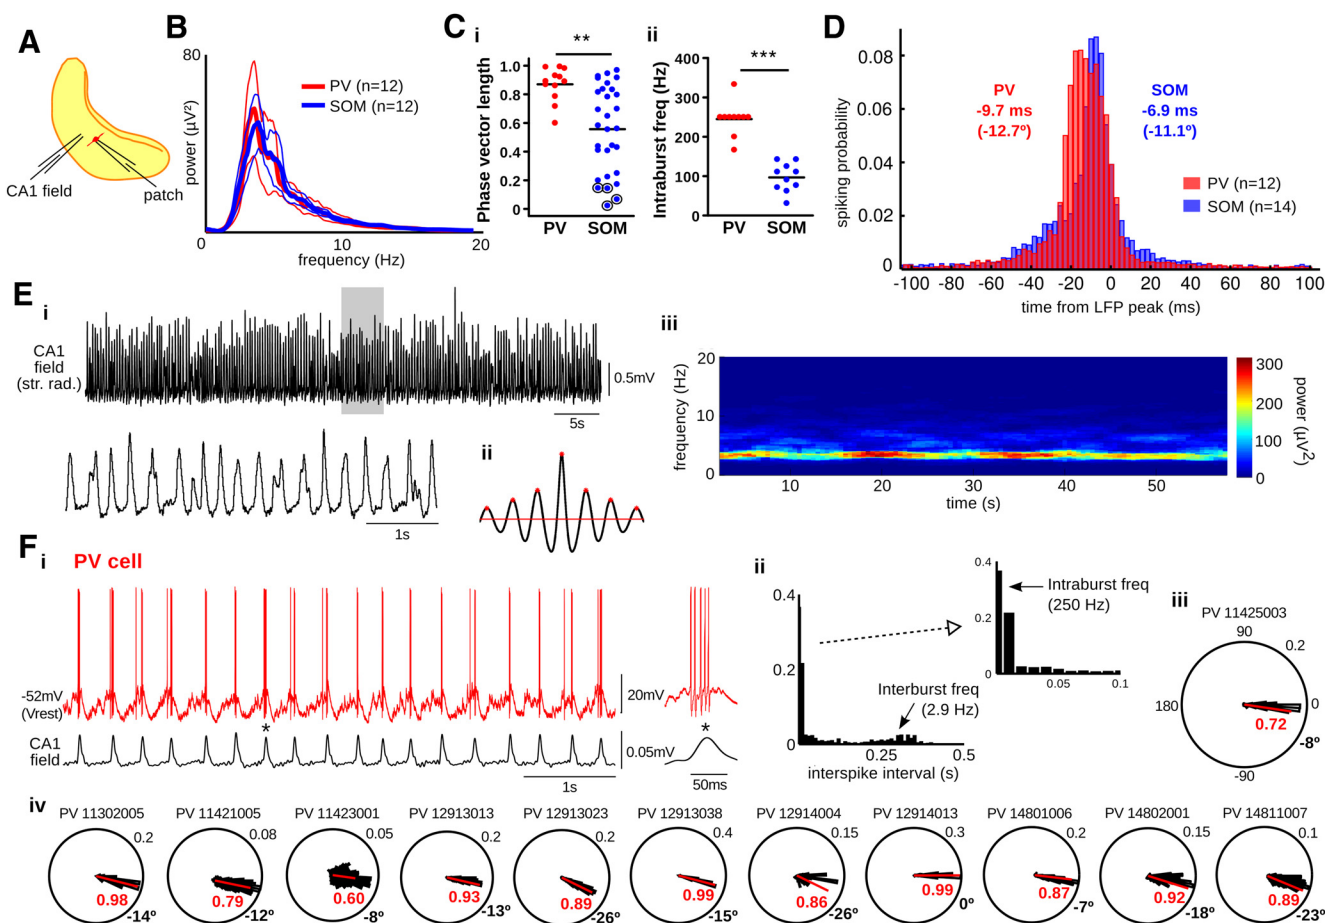 A
CA1 field
patch
B
80
power (µV²)
PV (n=12)
SOM (n=12)
0
10
20
frequency (Hz)
C
i
**
Phase vector length
1.0
0.8
0.6
0.4
0.2
0
PV
SOM
ii
***
Intraburst freq (Hz)
400
300
200
100
0
PV
SOM
D
spiking probability
0.08
0.06
0.04
0.02
0
PV
-9.7 ms
(-12.7º)
SOM
-6.9 ms
(-11.1º)
PV (n=12)
SOM (n=14)
-100 -80 -60 -40 -20 0 20 40 60 80 100
time from LFP peak (ms)
E
i
CA1
field
(str. rad.)
0.5mV
5s
1s
ii
iii
frequency (Hz)
20
10
0
10 20 30 40 50
time (s)
300
200
100
0
power (µV²)
F
i
PV cell
-52mV
(Vrest)
20mV
*
*
CA1
field
0.05mV
1s
50ms
ii
0.4
0.2
0
0.25
0.5
interspike interval (s)
Interburst freq
(2.9 Hz)
0.4
0.2
0
0.05
0.1
Intraburst freq
(250 Hz)
iii
PV 11425003
90
0.2
180
0
0.72
-8º
-90
iv
PV 11302005
0.2
0.98
-14º
PV 11421005
0.08
0.79
-12º
PV 11423001
0.05
0.60
-8º
PV 12913013
0.2
0.93
-13º
PV 12913023
0.2
0.89
-26º
PV 12913038
0.4
0.99
-15º
PV 12914004
0.15
0.86
-26º
PV 12914013
0.3
0.99
0º
PV 14801006
0.2
0.87
-7º
PV 14802001
0.15
0.92
-18º
PV 14811007
0.1
0.89
-23º